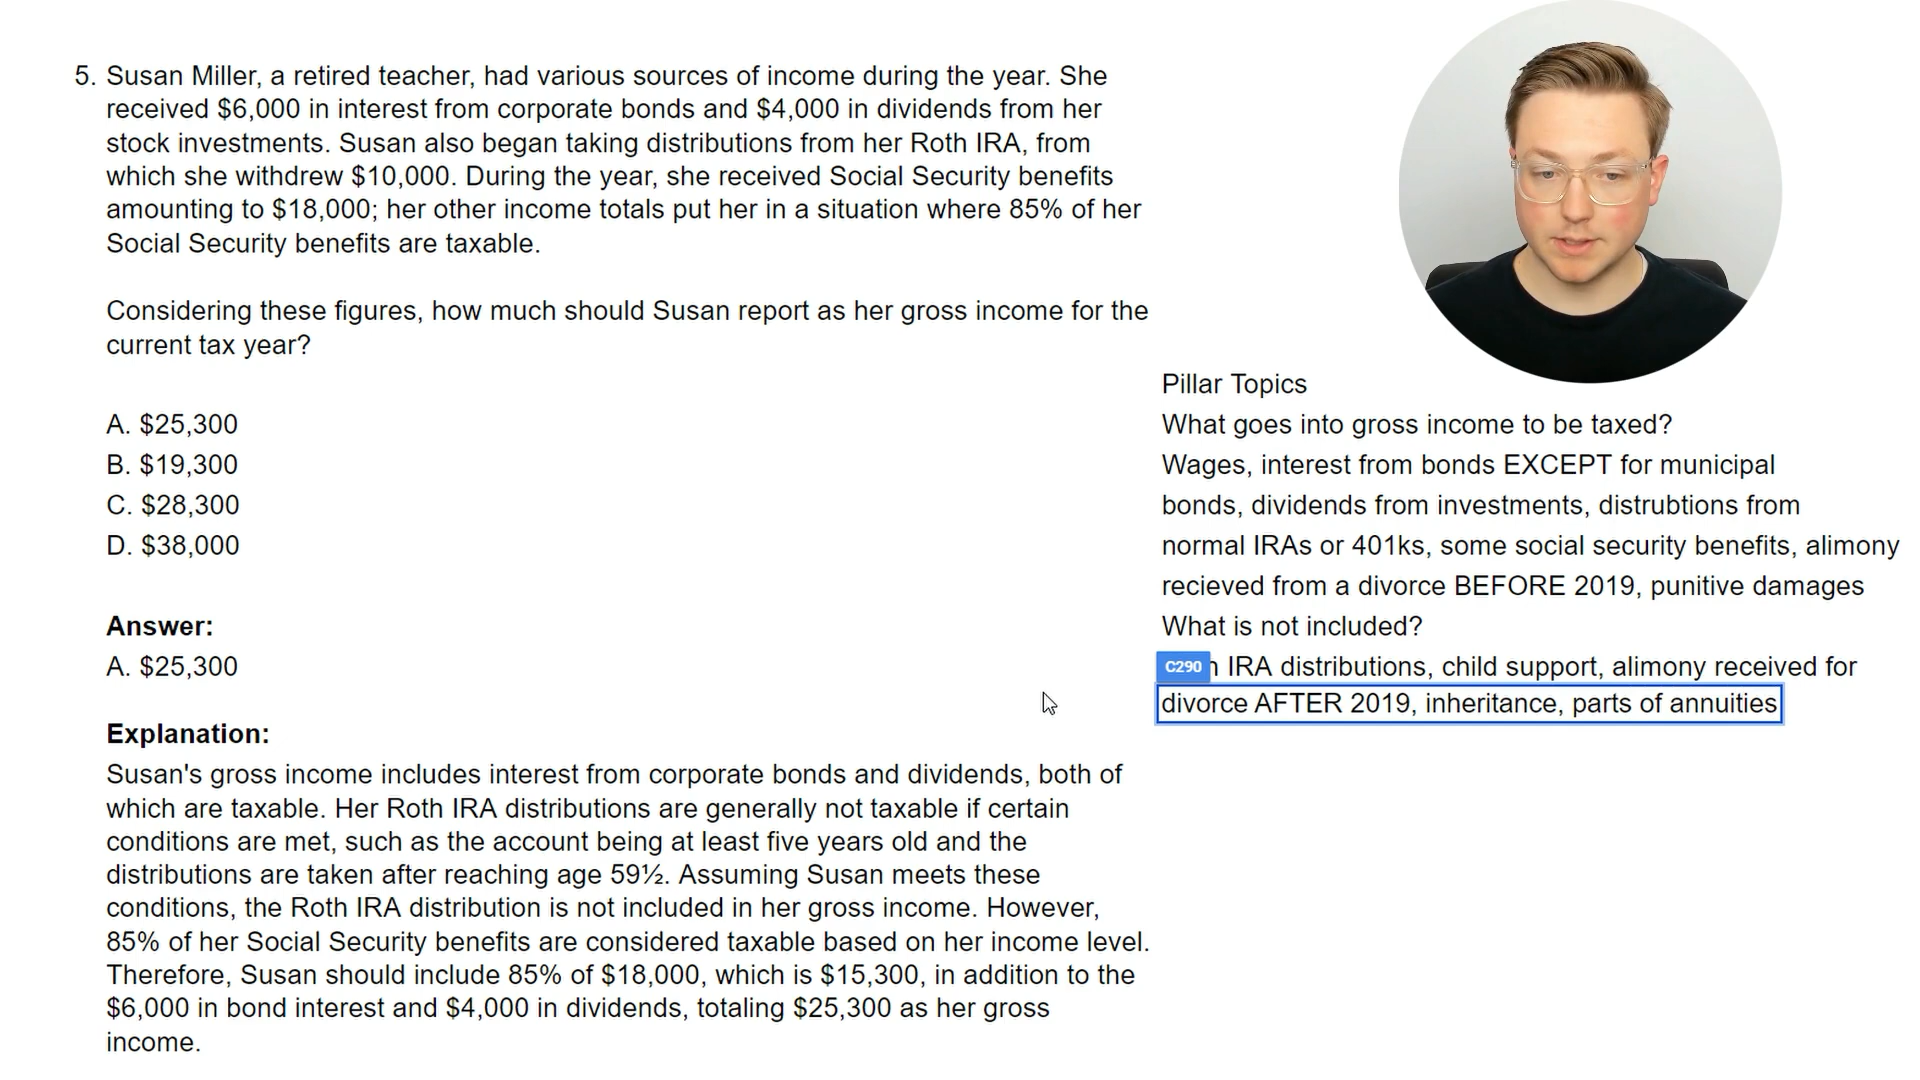 5. Susan Miller, a retired teacher, had various sources of income during the year. She
received $6,000 in interest from corporate bonds and $4,000 in dividends from her
stock investments. Susan also began taking distributions from her Roth IRA, from
which she withdrew $10,000. During the year, she received Social Security benefits
amounting to $18,000; her other income totals put her in a situation where 85% of her
Social Security benefits are taxable.
Considering these figures, how much should Susan report as her gross income for the
current tax year?
A. $25,300
B. $19,300
C. $28,300
D. $38,000
Answer:
A. $25,300
Explanation:
Susan's gross income includes interest from corporate bonds and dividends, both of
which are taxable. Her Roth IRA distributions are generally not taxable if certain
conditions are met, such as the account being at least five years old and the
distributions are taken after reaching age 59½. Assuming Susan meets these
conditions, the Roth IRA distribution is not included in her gross income. However,
85% of her Social Security benefits are considered taxable based on her income level.
Therefore, Susan should include 85% of $18,000, which is $15,300, in addition to the
$6,000 in bond interest and $4,000 in dividends, totaling $25,300 as her gross
income.
Pillar Topics
What goes into gross income to be taxed?
Wages, interest from bonds EXCEPT for municipal
bonds, dividends from investments, distrubtions from
normal IRAs or 401ks, some social security benefits, alimony
recieved from a divorce BEFORE 2019, punitive damages
What is not included?
C290 IRA distributions, child support, alimony received for
divorce AFTER 2019, inheritance, parts of annuities